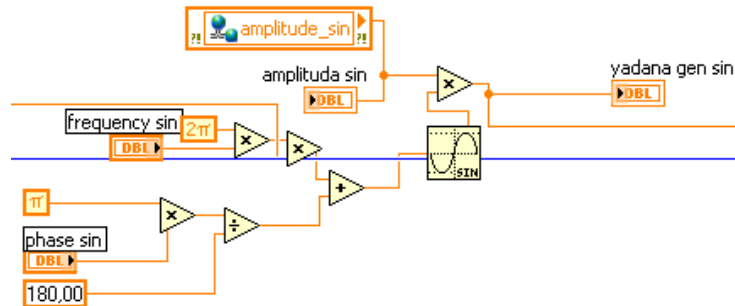 ?! amplitude_sin ?!
amplituda sin
DBL
yadana gen sin
DBL
frequency sin
2π
DBL
SIN
π
phase sin
DBL
180,00